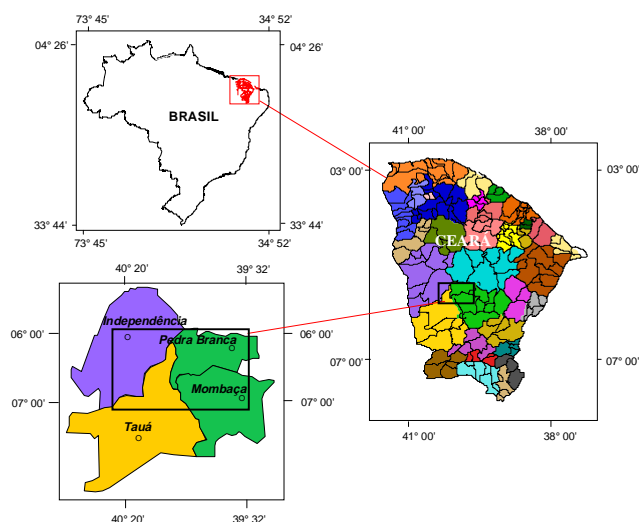 73° 45' 34° 52'
04° 26' 04° 26'
BRASIL
33° 44' 33° 44'
73° 45' 34° 52'
41° 00' 38° 00'
03° 00' 03° 00'
CEARÁ
07° 00' 07° 00'
41° 00' 38° 00'
40° 20' 39° 32'
06° 00' 06° 00'
Independência
Pedra Branca
Mombaça
07° 00' 07° 00'
Tauá
40° 20' 39° 32'